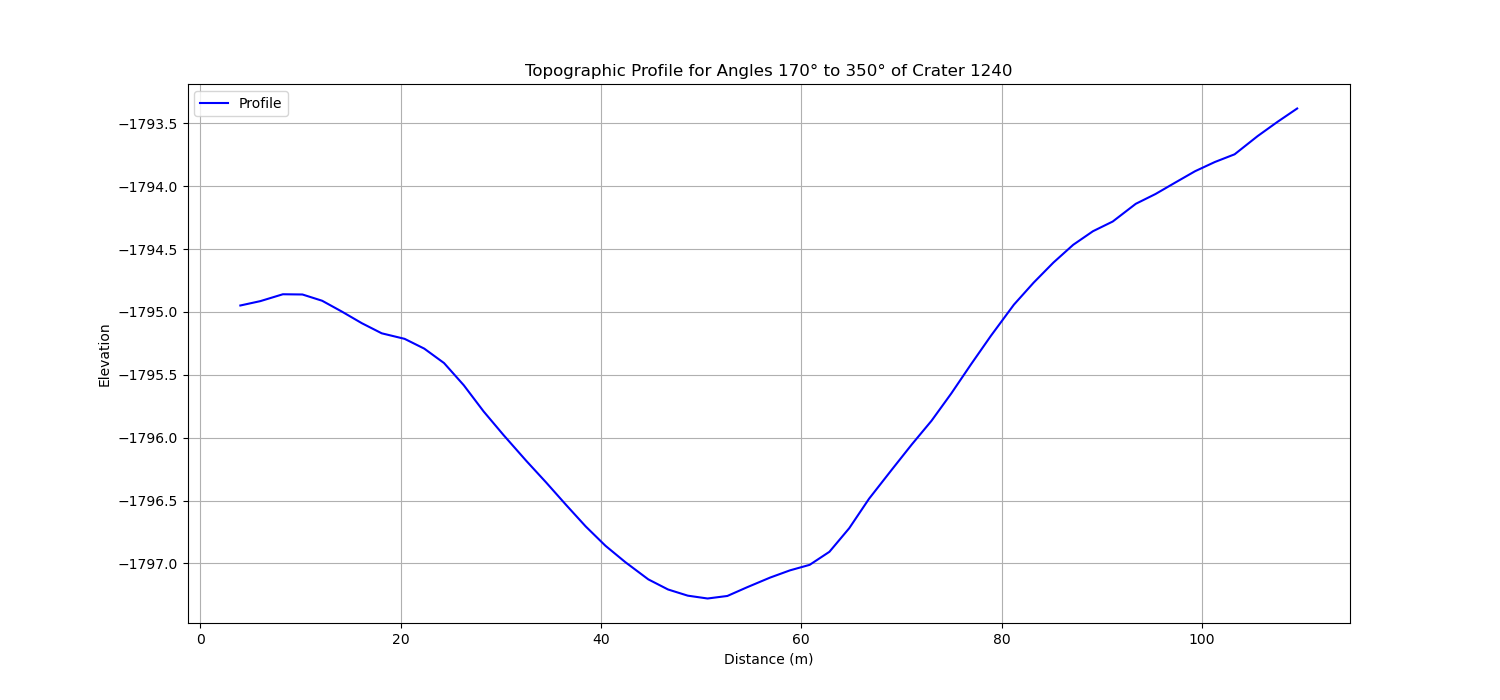 Topographic Profile for Angles 170° to 350° of Crater 1240
Profile
−1793.5
−1794.0
−1794.5
−1795.0
−1795.5
−1796.0
−1796.5
−1797.0
Elevation
0 20 40 60 80 100
Distance (m)